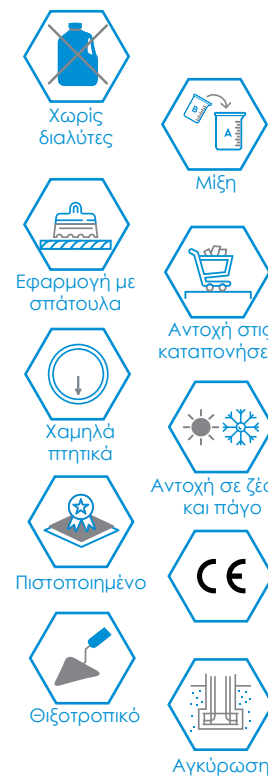 Χωρίς
διαλύτες
B
A
Μίξη
Εφαρμογή με
σπάτουλα
Αντοχή στις
Χαμηλά
πτητικά
Αντοχή σε
και πάγο
Πιστοποιημένο
CE
Θιξοτροπικό
Αγκύρωση